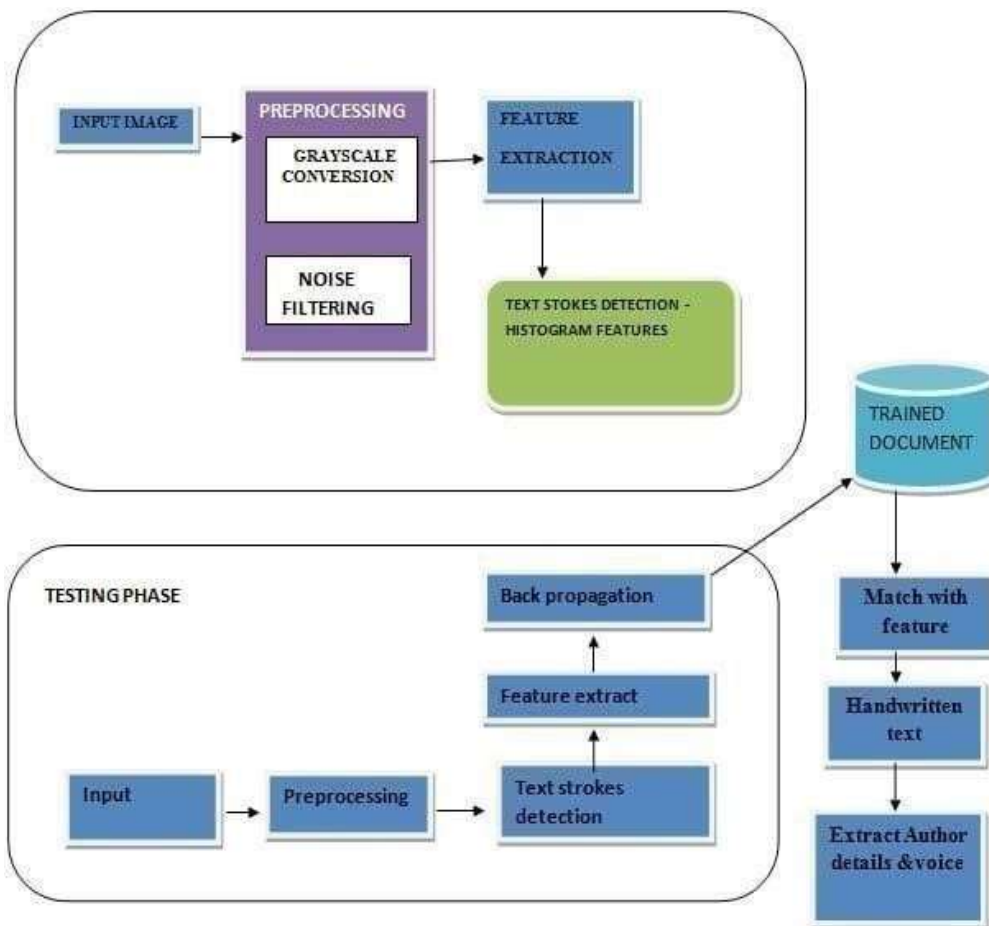 INPUT IMAGE
PREPROCESSING
GRAYSCALE
CONVERSION
NOISE
FILTERING
FEATURE
EXTRACTION
TEXT STOKES DETECTION -
HISTOGRAM FEATURES
TRAINED
DOCUMENT
TESTING PHASE
Back propagation
Feature extract
Input
Preprocessing
Text strokes
detection
Match with
feature
Handwritten
text
Extract Author
details &voice